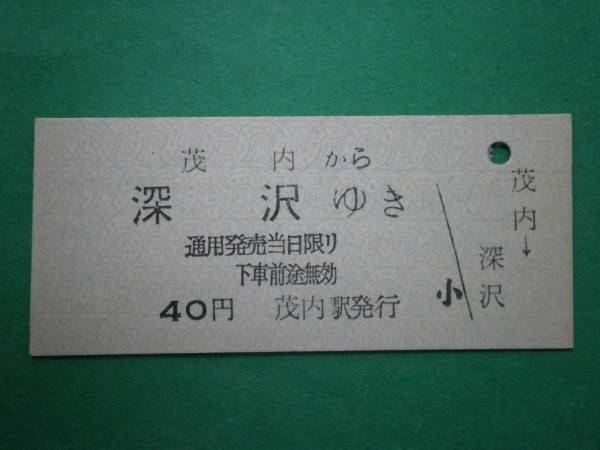 茂内から
深沢ゆき
通用発売当日限り
下車前途無効
40円 茂内駅発行
小
茂内→
深沢